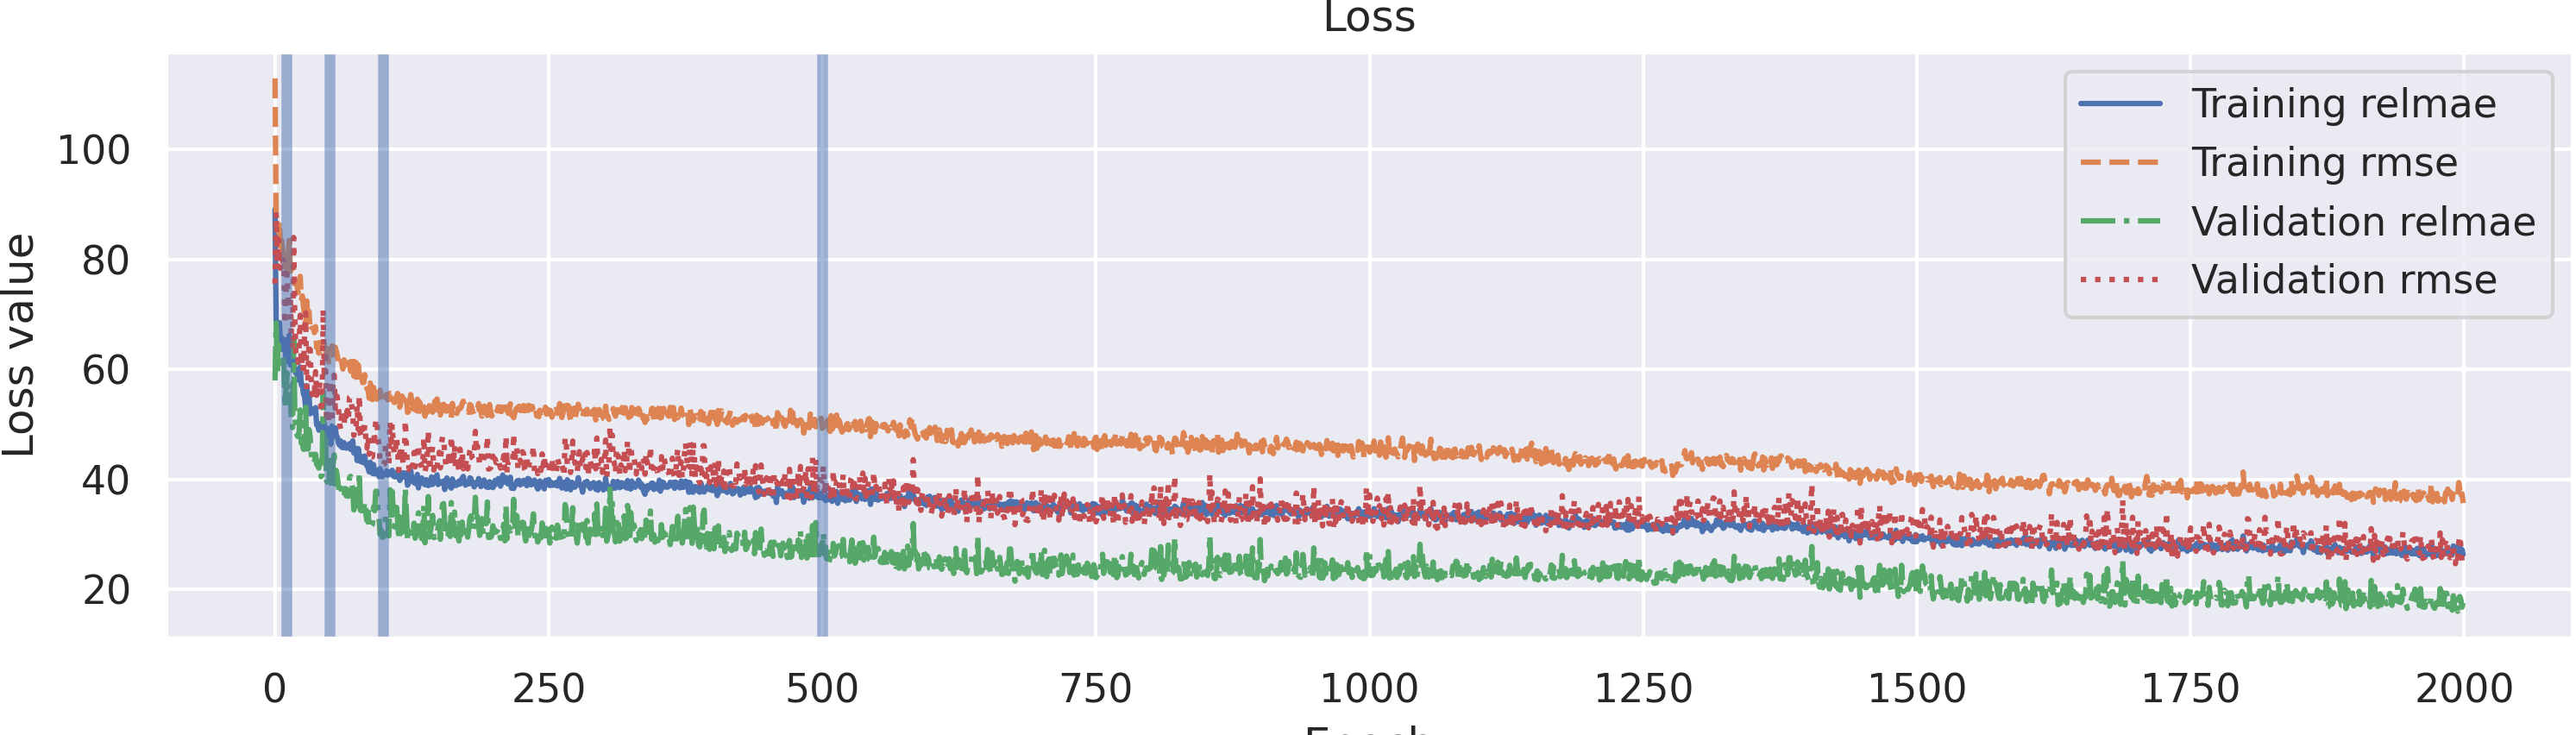 Loss
Loss value
100
80
60
40
20
0 250 500 750 1000 1250 1500 1750 2000
Training relmae
Training rmse
Validation relmae
Validation rmse